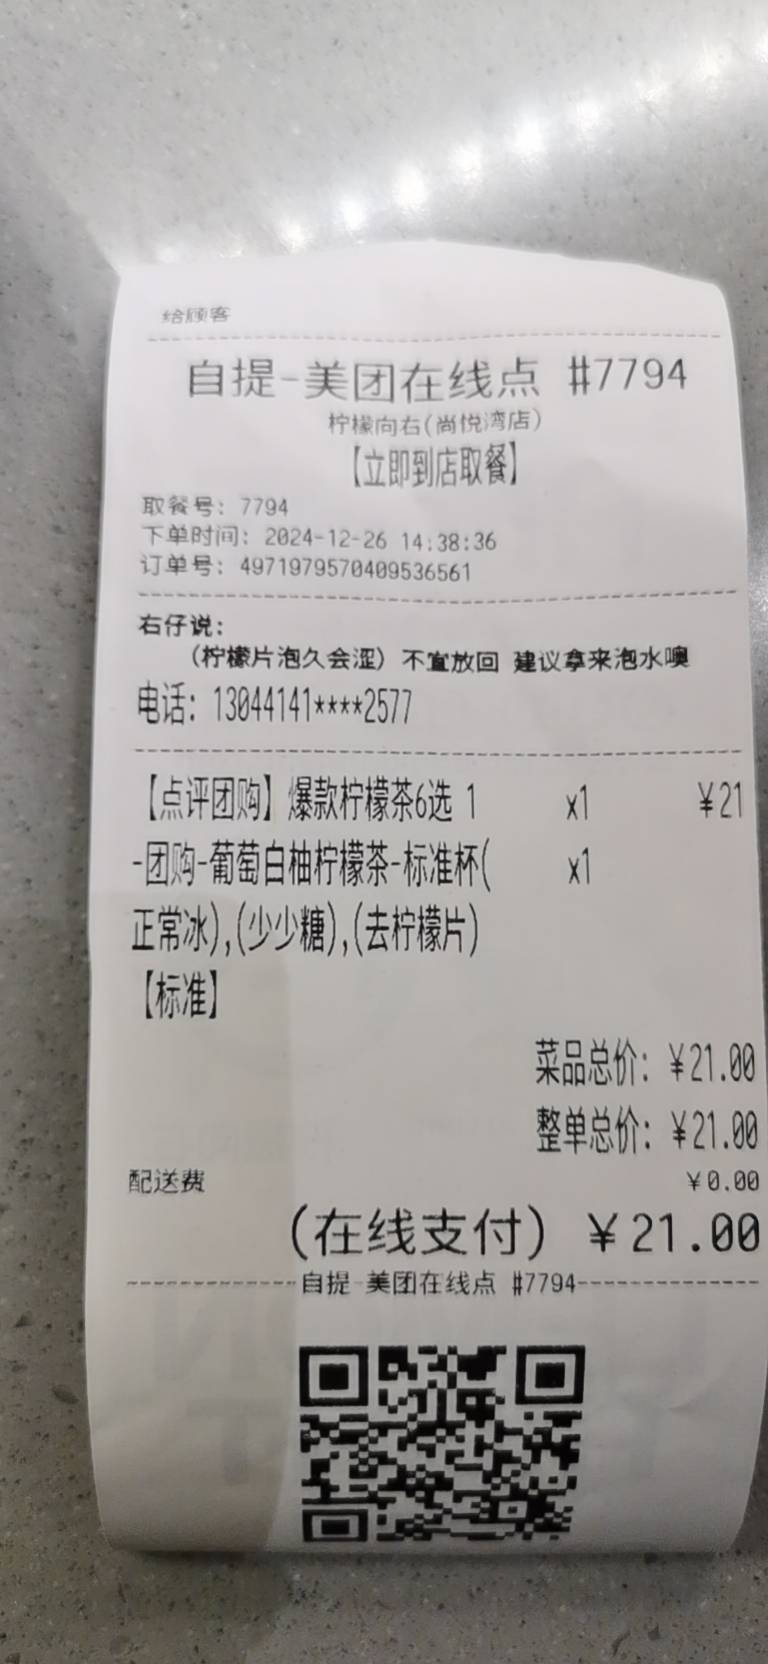 给顾客
自提-美团在线点 #7794
柠檬向右(尚悦湾店)
【立即到店取餐】
取餐号: 7794
下单时间: 2024-12-26 14:38:36
订单号: 4971979570409536561
右仔说:
(柠檬片泡久会涩) 不宜放回 建议拿来泡水噢
电话: 13044141****2577
【点评团购】爆款柠檬茶6选 1 x1 ¥21
-团购-葡萄白柚柠檬茶-标准杯( x1
正常冰),(少少糖),(去柠檬片)
【标准】
菜品总价: ¥21.00
整单总价: ¥21.00
配送费 ¥0.00
(在线支付) ¥21.00
自提-美团在线点 #7794